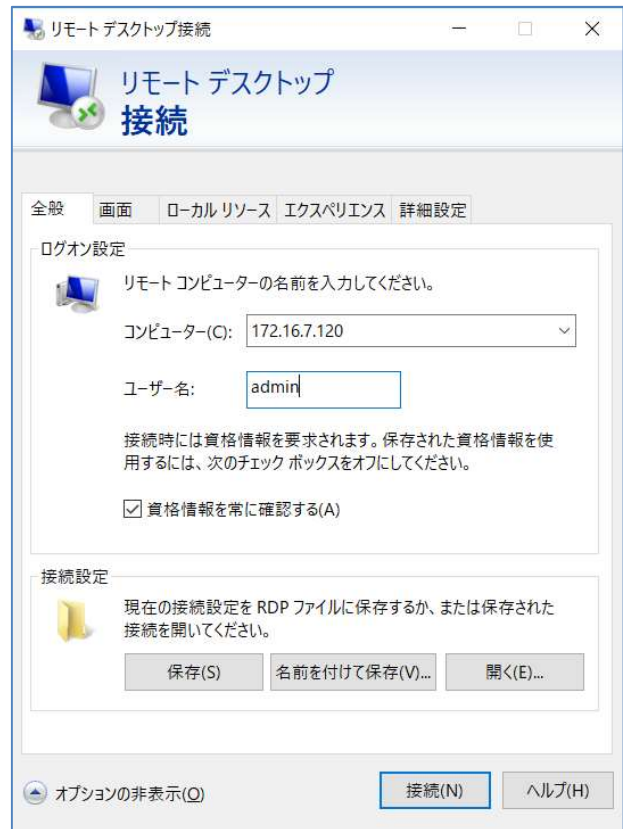 リモート デスクトップ接続
リモート デスクトップ
接続
全般 画面 ローカル リソース エクスペリエンス 詳細設定
ログオン設定
リモート コンピューターの名前を入力してください。
コンピューター(C): 172.16.7.120
ユーザー名: admin
接続時には資格情報を要求されます。保存された資格情報を使
用するには、次のチェック ボックスをオフにしてください。
資格情報を常に確認する(A)
接続設定
現在の接続設定を RDP ファイルに保存するか、または保存された
接続を開いてください。
保存(S) 名前を付けて保存(V)... 開く(E)...
オプションの非表示(O) 接続(N) ヘルプ(H)